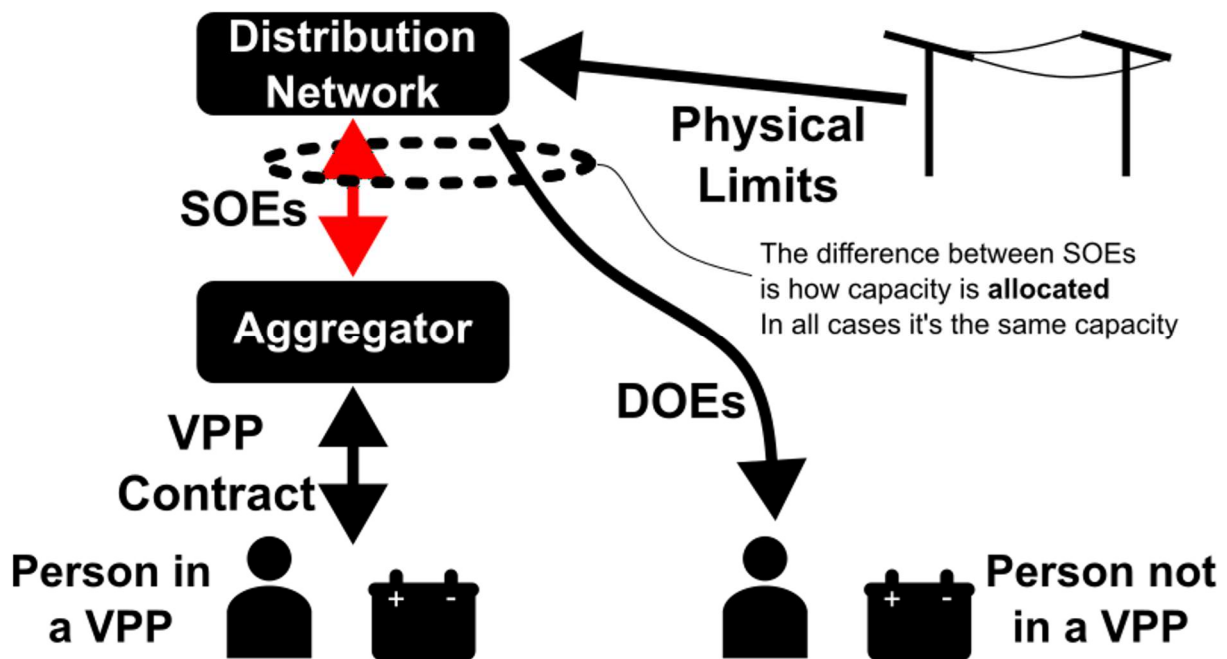 Distribution
Network
Physical
Limits
SOEs
The difference between SOEs
is how capacity is allocated
In all cases it's the same capacity
Aggregator
DOEs
VPP
Contract
Person in
a VPP
+ -
+ -
Person not
in a VPP